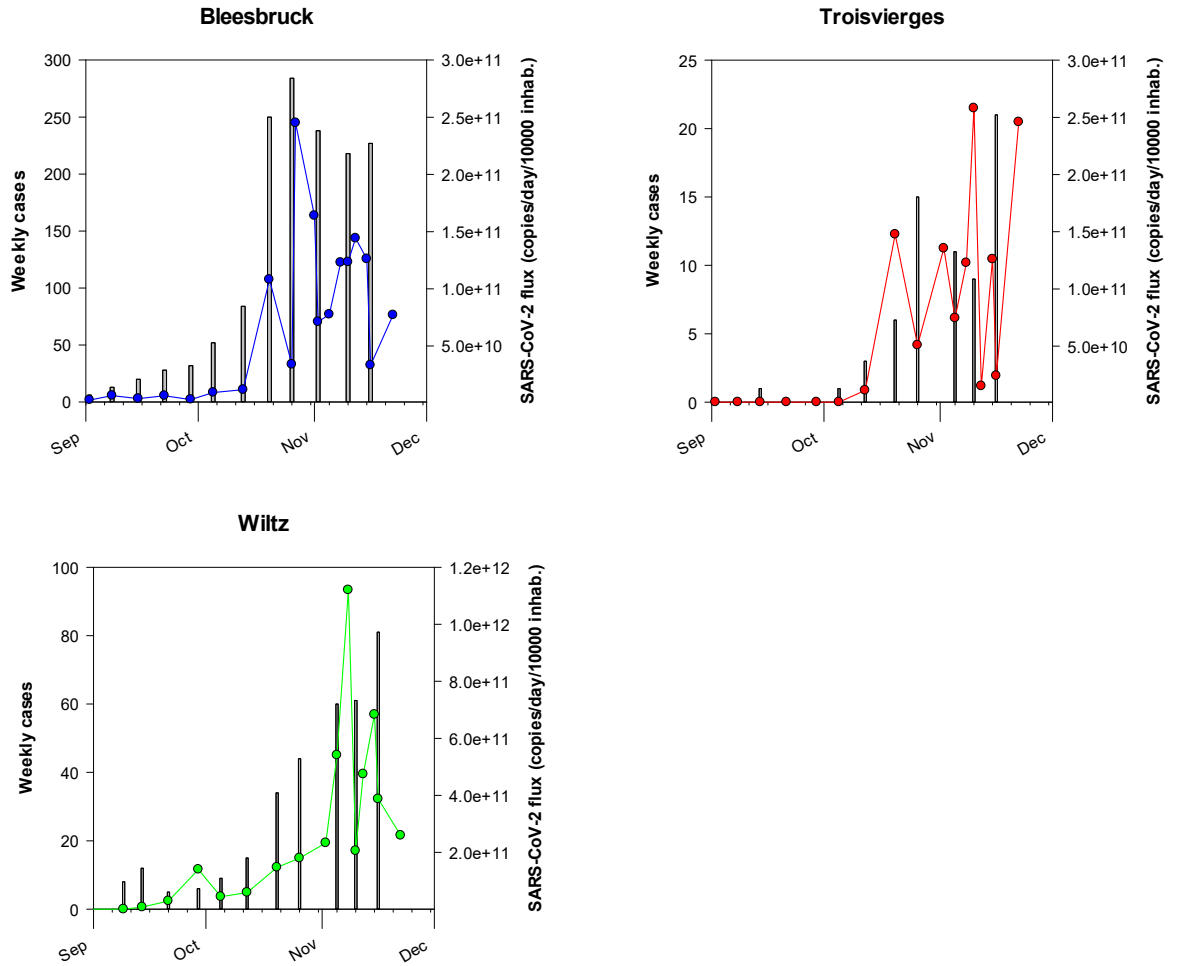 Bleesbruck
300
250
200
150
100
50
0
Weekly cases
3.0e+11
2.5e+11
2.0e+11
1.5e+11
1.0e+11
5.0e+10
SARS-CoV-2 flux (copies/day/10000 inhab.)
Sep
Oct
Nov
Dec
Troisvierges
25
20
15
10
5
0
Weekly cases
3.0e+11
2.5e+11
2.0e+11
1.5e+11
1.0e+11
5.0e+10
SARS-CoV-2 flux (copies/day/10000 inhab.)
Sep
Oct
Nov
Dec
Wiltz
100
80
60
40
20
0
Weekly cases
1.2e+12
1.0e+12
8.0e+11
6.0e+11
4.0e+11
2.0e+11
SARS-CoV-2 flux (copies/day/10000 inhab.)
Sep
Oct
Nov
Dec